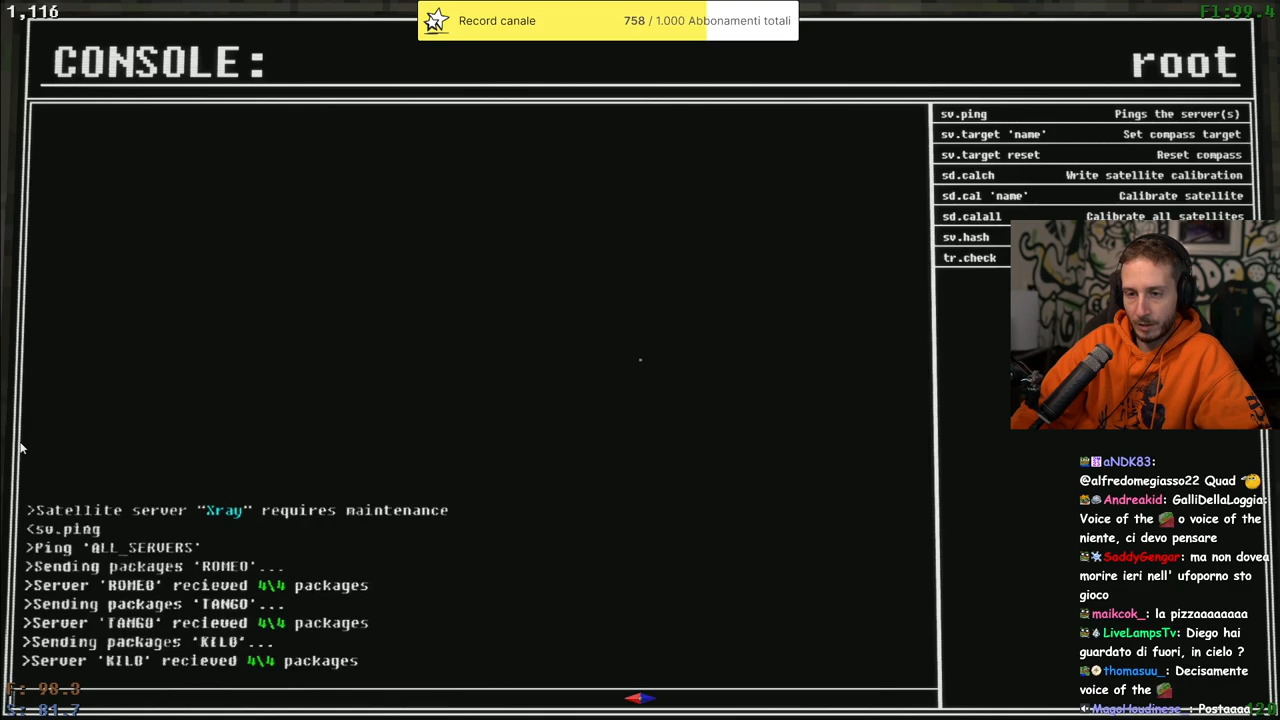 1,116
F1:99.4
Record canale 758 / 1.000 Abbonamenti totali
CONSOLE:
root
sv.ping Pings the server(s)
sv.target 'name' Set compass target
sv.target reset Reset compass
sd.calch Write satellite calibration
sd.cal 'name' Calibrate satellite
sd.calall Calibrate all satellites
sv.hash
tr.check
>Satellite server "Xray" requires maintenance
<sv.ping
>Ping 'ALL_SERVERS'
>Sending packages 'ROMEO'...
>Server 'ROMEO' recieved 4\4 packages
>Sending packages 'TANGO'...
>Server 'TANGO' recieved 4\4 packages
>Sending packages 'KILO'...
>Server 'KILO' recieved 4\4 packages
aNDK83:
@alfredomegiasso22 Quad
Andreakid: GalliDellaLoggia:
Voice of the o voice of the
niente, ci devo pensare
SaddyGengar: ma non dovea
morire ieri nell' ufoporno sto
gioco
maikcok_: la pizzaaaaaaa
LiveLampsTv: Diego hai
guardato di fuori, in cielo ?
thomasuu_: Decisamente
voice of the
MagoHoudinese_: Postaaaa